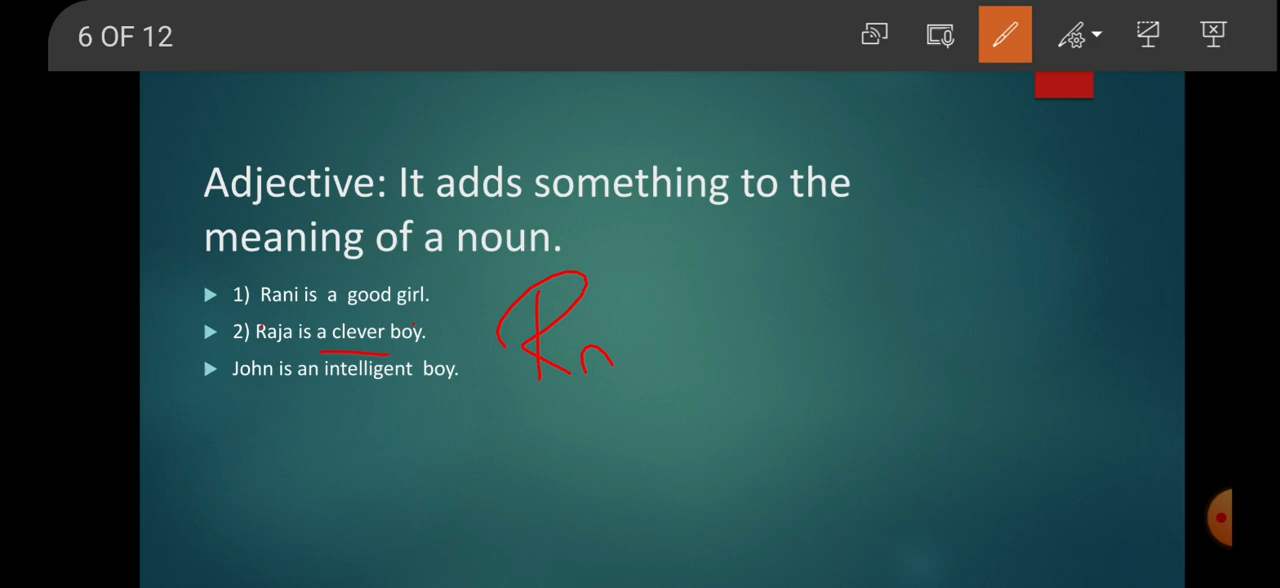 6 OF 12
Adjective: It adds something to the
meaning of a noun.
1) Rani is a good girl.
2) Raja is a clever boy.
John is an intelligent boy.
Rn